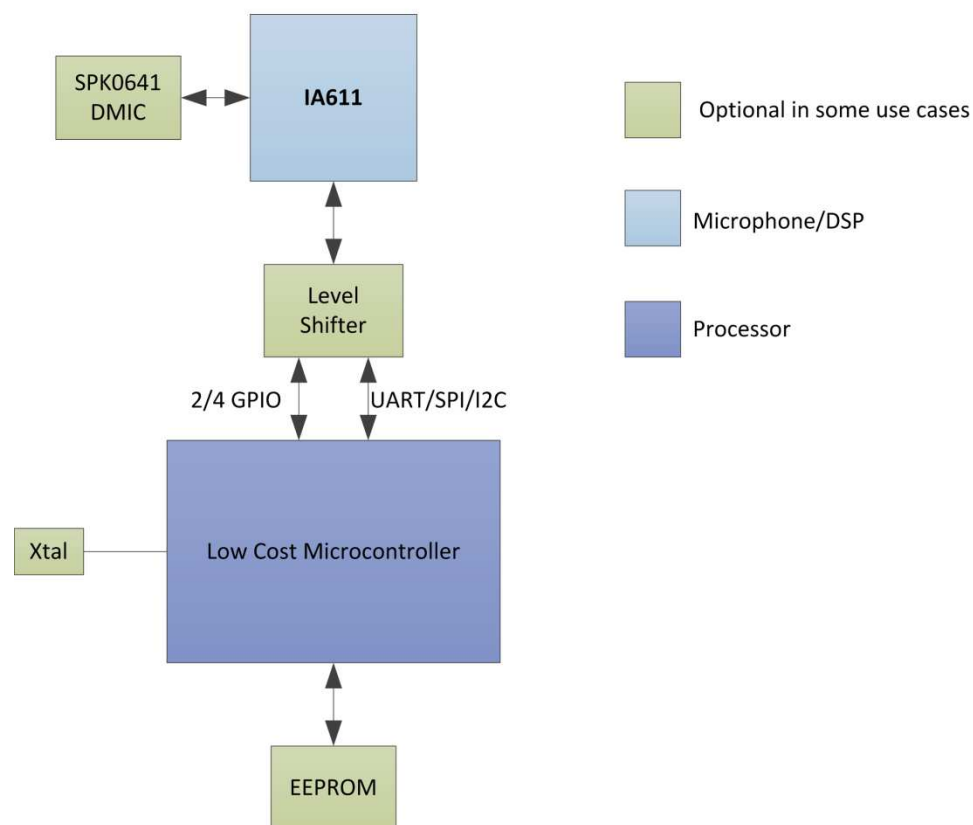 SPK0641
DMIC
IA611
Optional in some use cases
Microphone/DSP
Level
Shifter
Processor
2/4 GPIO
UART/SPI/I2C
Xtal
Low Cost Microcontroller
EEPROM